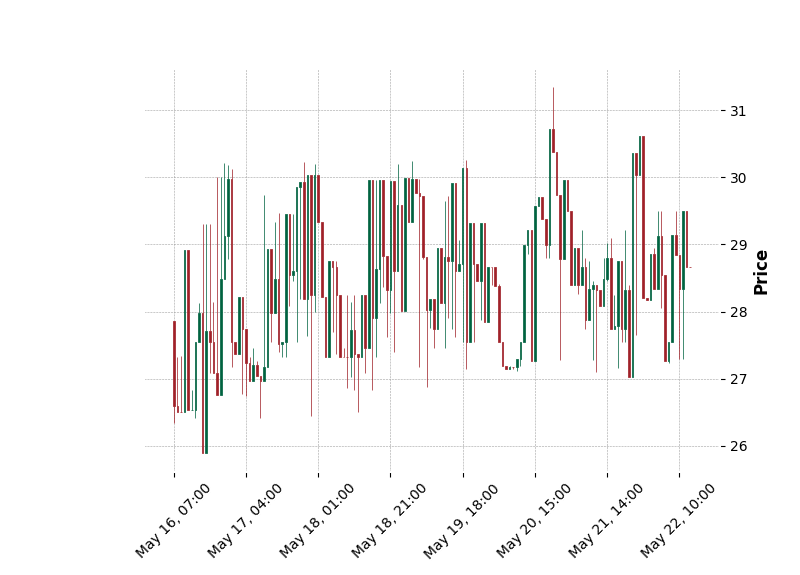 31
30
29
28
27
26
Price
May 16, 07:00
May 17, 04:00
May 18, 01:00
May 18, 21:00
May 19, 18:00
May 20, 15:00
May 21, 14:00
May 22, 10:00